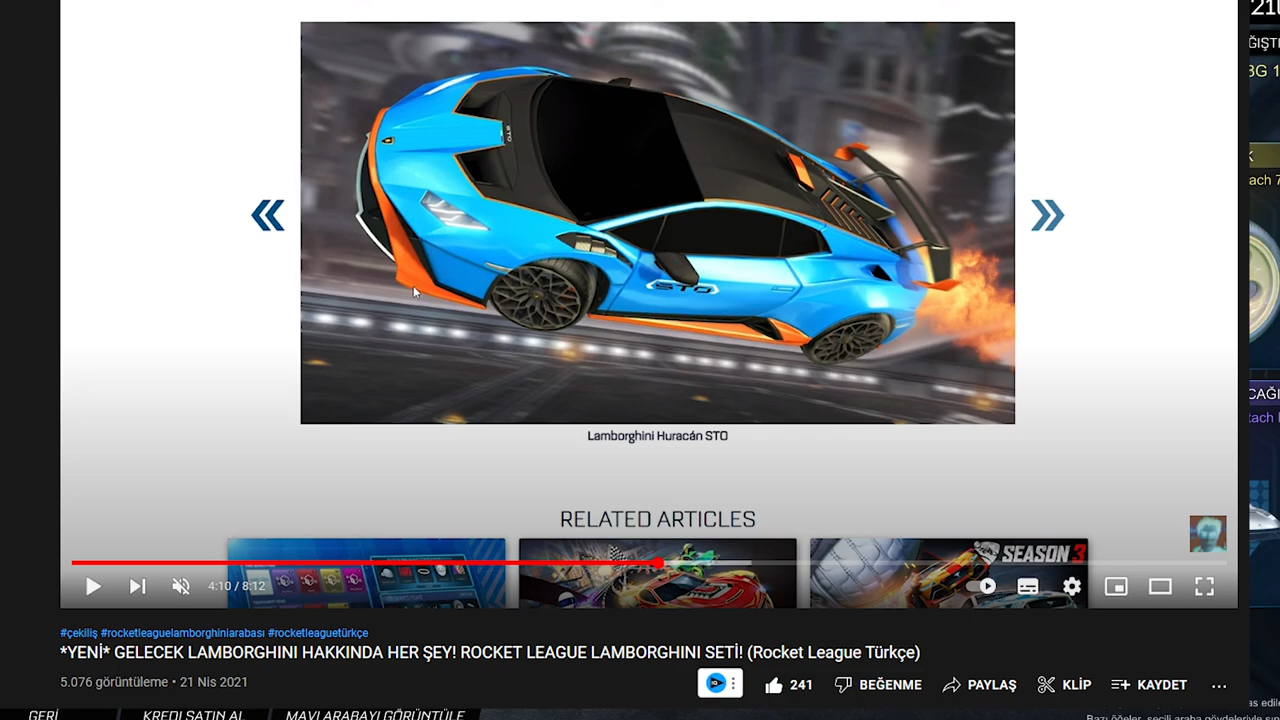 STO
STO
Lamborghini Huracán STO
RELATED ARTICLES
SEASON 3
4:10 / 8:12
#çekiliş #rocketleaguelamborghiniarabası #rocketleaguetürkçe
*YENİ* GELECEK LAMBORGHINI HAKKINDA HER ŞEY! ROCKET LEAGUE LAMBORGHINI SETİ! (Rocket League Türkçe)
5.076 görüntüleme • 21 Nis 2021
241
BEĞENME
PAYLAŞ
KLİP
KAYDET
GERİ
KREDI SATIN AL
MAVI ARABAYI GÖRÜNTÜLE